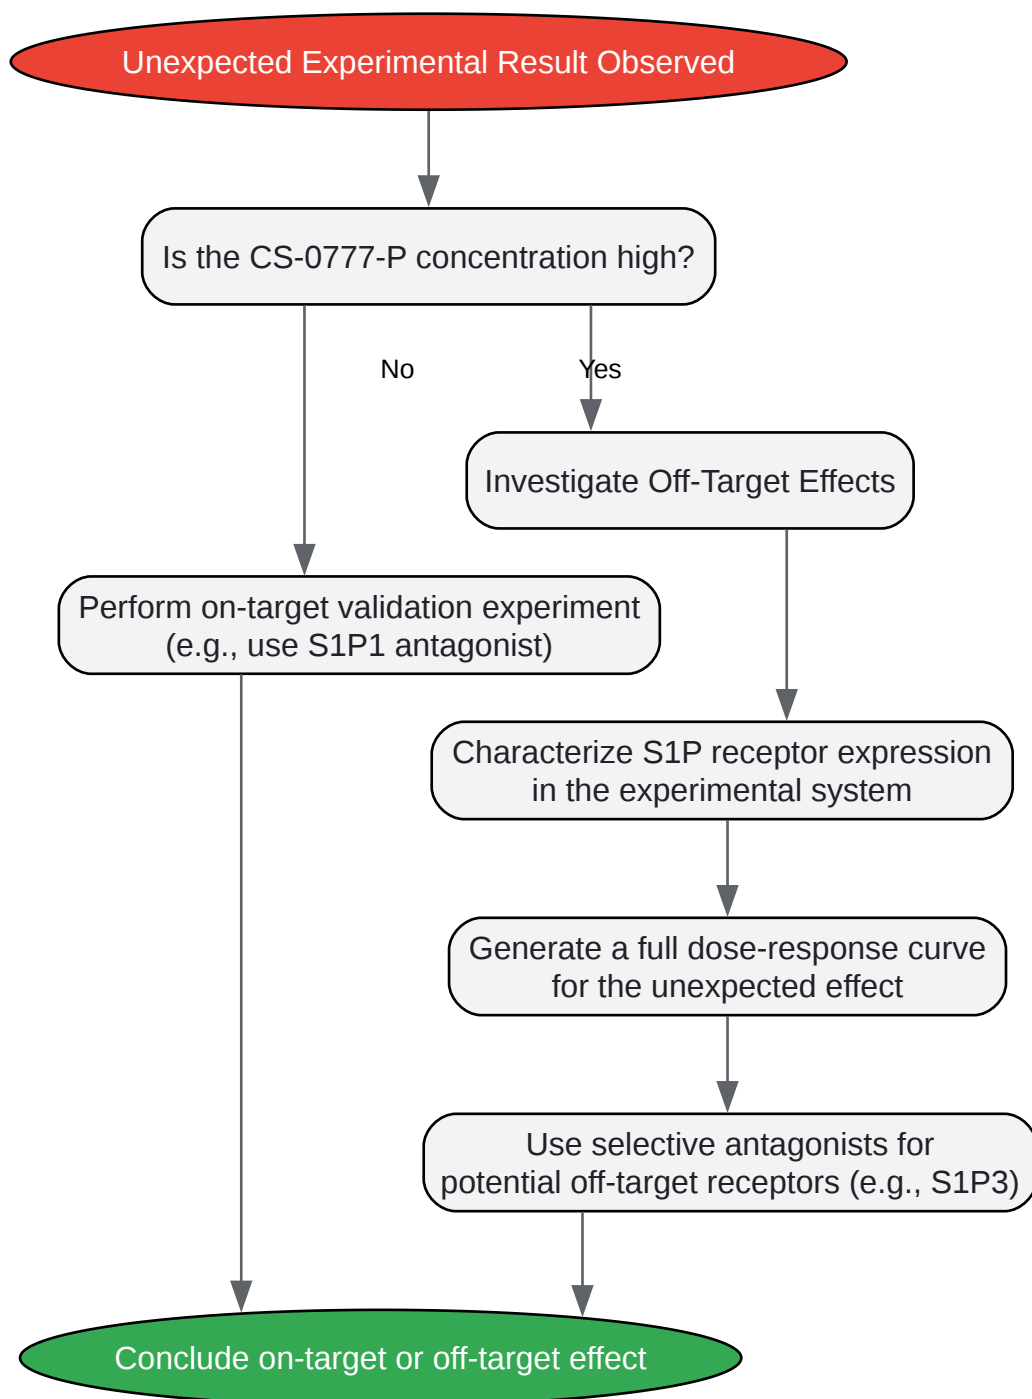 Unexpected Experimental Result Observed
Is the CS-0777-P concentration high?
No
Yes
Investigate Off-Target Effects
Perform on-target validation experiment
(e.g., use S1P1 antagonist)
Characterize S1P receptor expression
in the experimental system
Generate a full dose-response curve
for the unexpected effect
Use selective antagonists for
potential off-target receptors (e.g., S1P3)
Conclude on-target or off-target effect